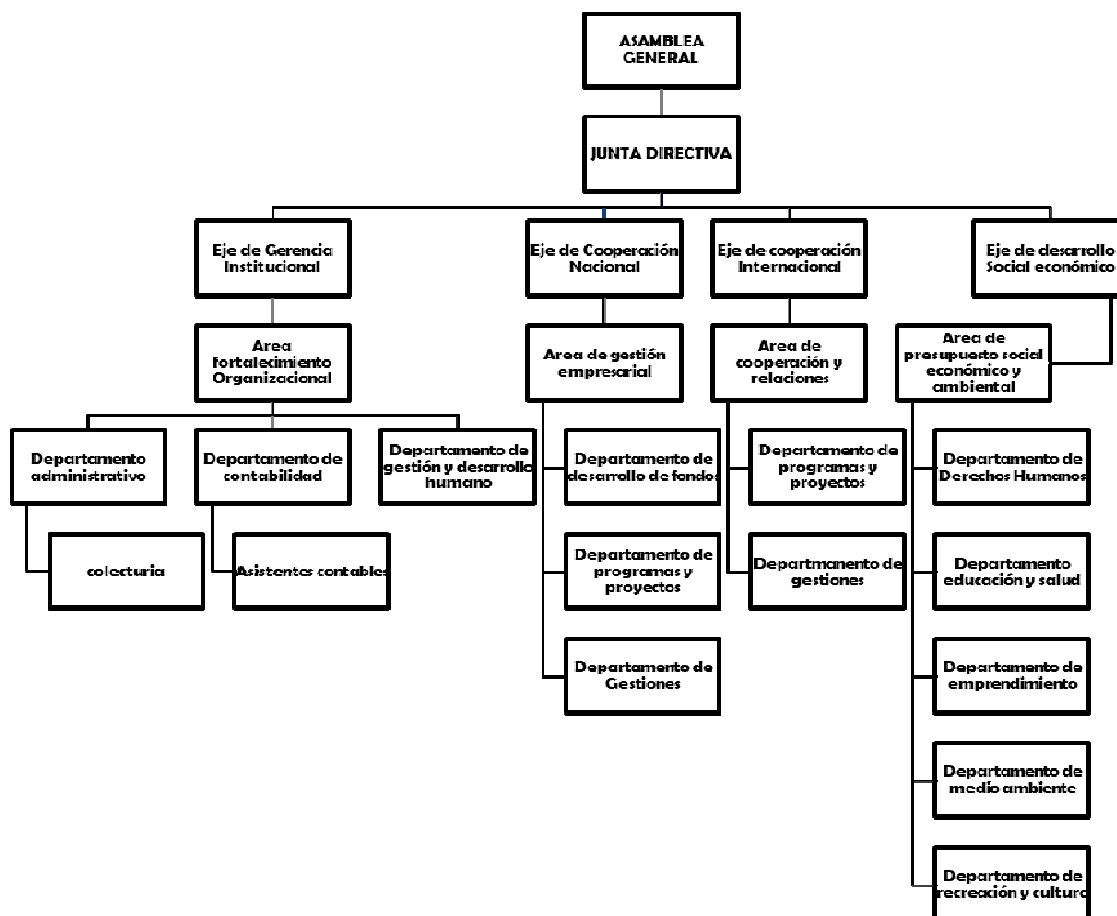 ASAMBLEA
GENERAL
JUNTA DIRECTIVA
Eje de Gerencia
Institucional
Eje de Cooperación
Nacional
Eje de cooperación
Internacional
Eje de desarrollo
Social económico
Area
fortalecimiento
Organizacional
Area de gestión
empresarial
Area de
cooperación y
relaciones
Area de
presupuerto social
económico y
ambiental
Departamento
administrativo
Departamento de
contabilidad
Departamento de
gestión y desarrollo
humano
Departamento de
desarrollo de fondos
Departamento de
programas y
proyectos
Departamento de
Derechos Humanos
colecturia
Asistentes contables
Departamento de
programas y
proyectos
Departmanento de
gestiones
Departamento
educación y salud
Departamento de
Gestiones
Departamento de
emprendimiento
Departamento de
medio ambiente
Departamento de
recreación y cultura